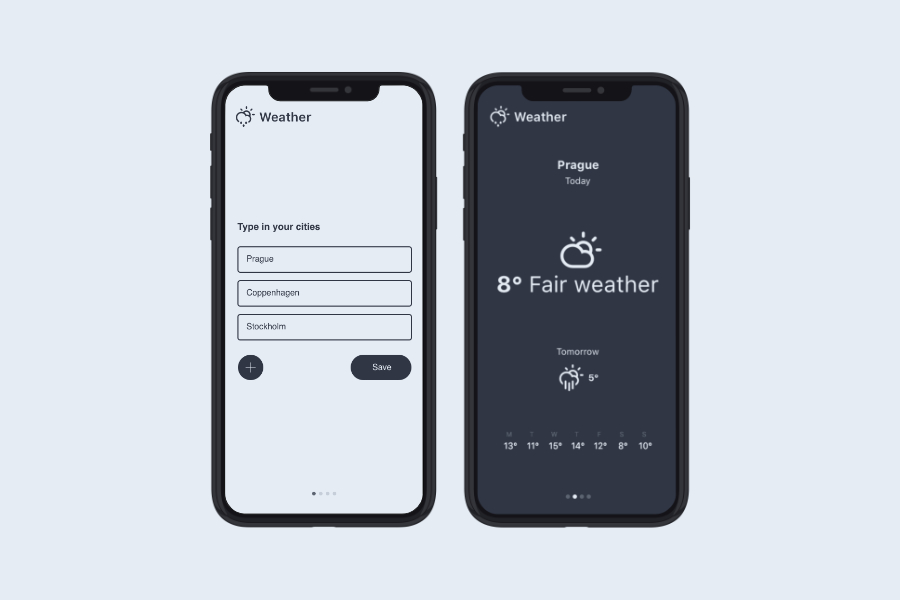 Weather
Type in your cities
Prague
Coppenhagen
Stockholm
Save
Weather
Prague
Today
8° Fair weather
Tomorrow
5°
M T W T F S S
13° 11° 15° 14° 12° 8° 10°